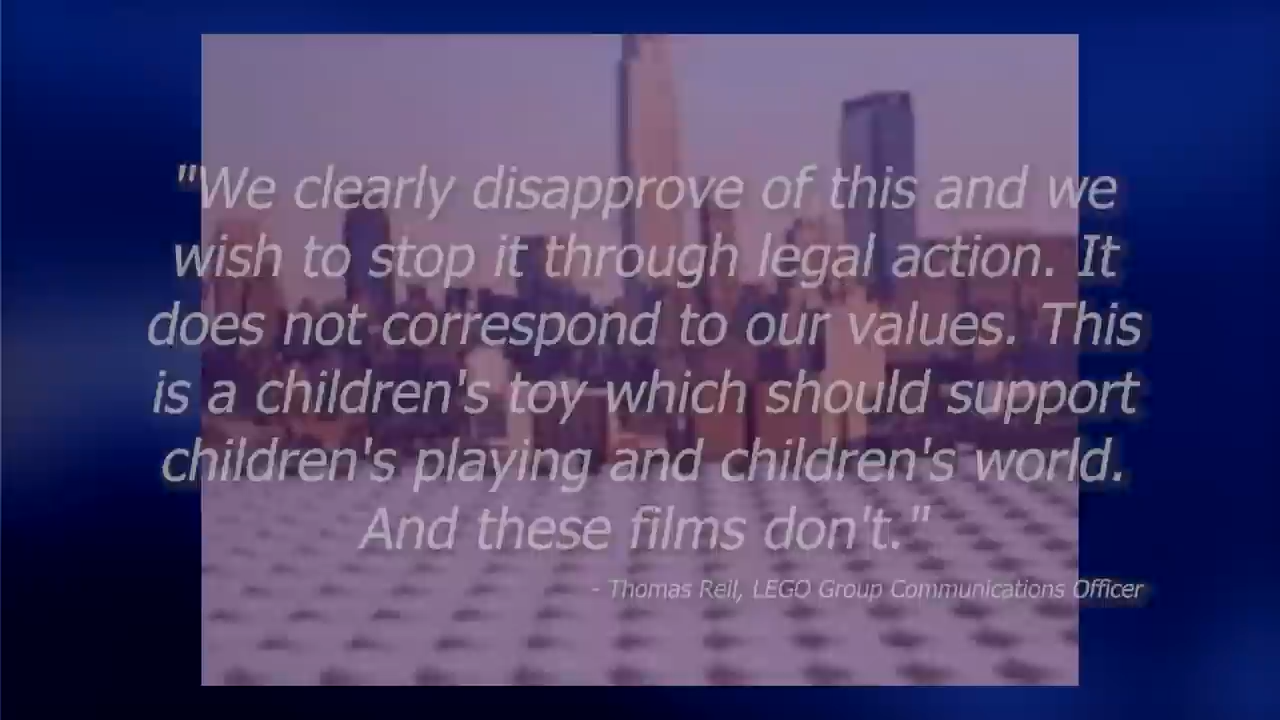 "We clearly disapprove of this and we
wish to stop it through legal action. It
does not correspond to our values. This
is a children's toy which should support
children's playing and children's world.
And these films don't."
- Thomas Reil, LEGO Group Communications Officer